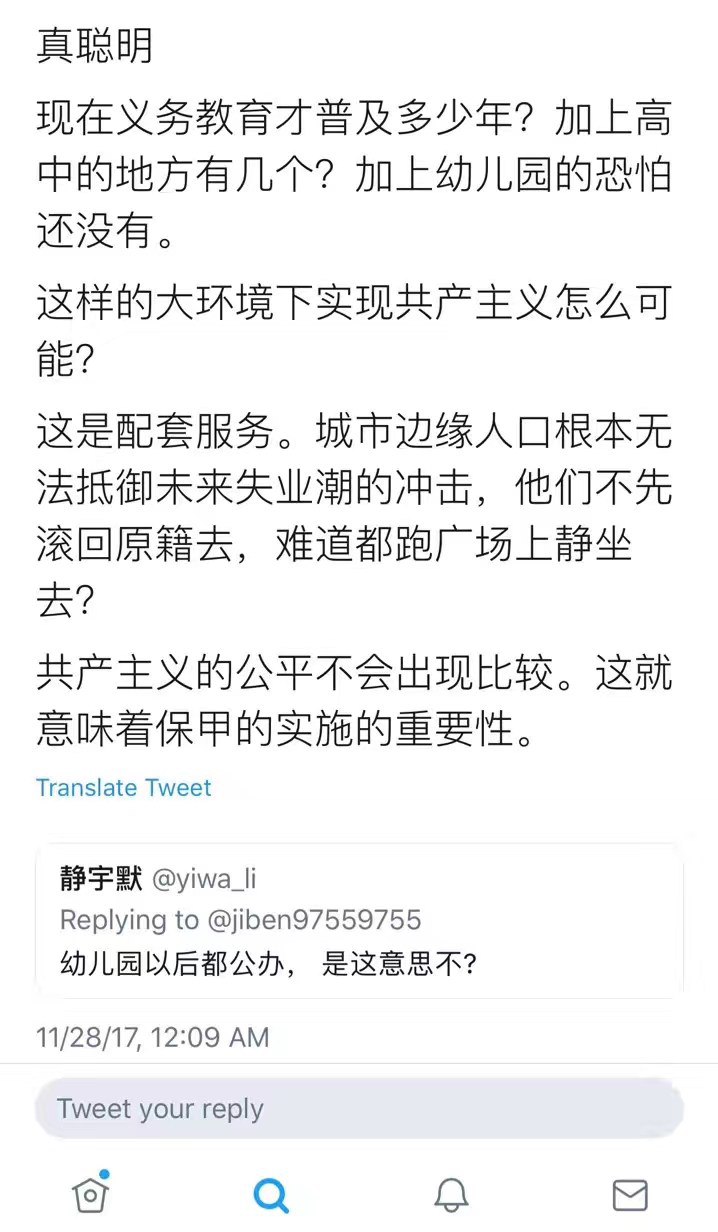 真聪明
现在义务教育才普及多少年？加上高
中的地方有几个？加上幼儿园的恐怕
还没有。
这样的大环境下实现共产主义怎么可
能？
这是配套服务。城市边缘人口根本无
法抵御未来失业潮的冲击，他们不先
滚回原籍去，难道都跑广场上静坐
去？
共产主义的公平不会出现比较。这就
意味着保甲的实施的重要性。
Translate Tweet
静宇默 @yiwa_li
Replying to @jiben97559755
幼儿园以后都公办， 是这意思不？
11/28/17, 12:09 AM
Tweet your reply